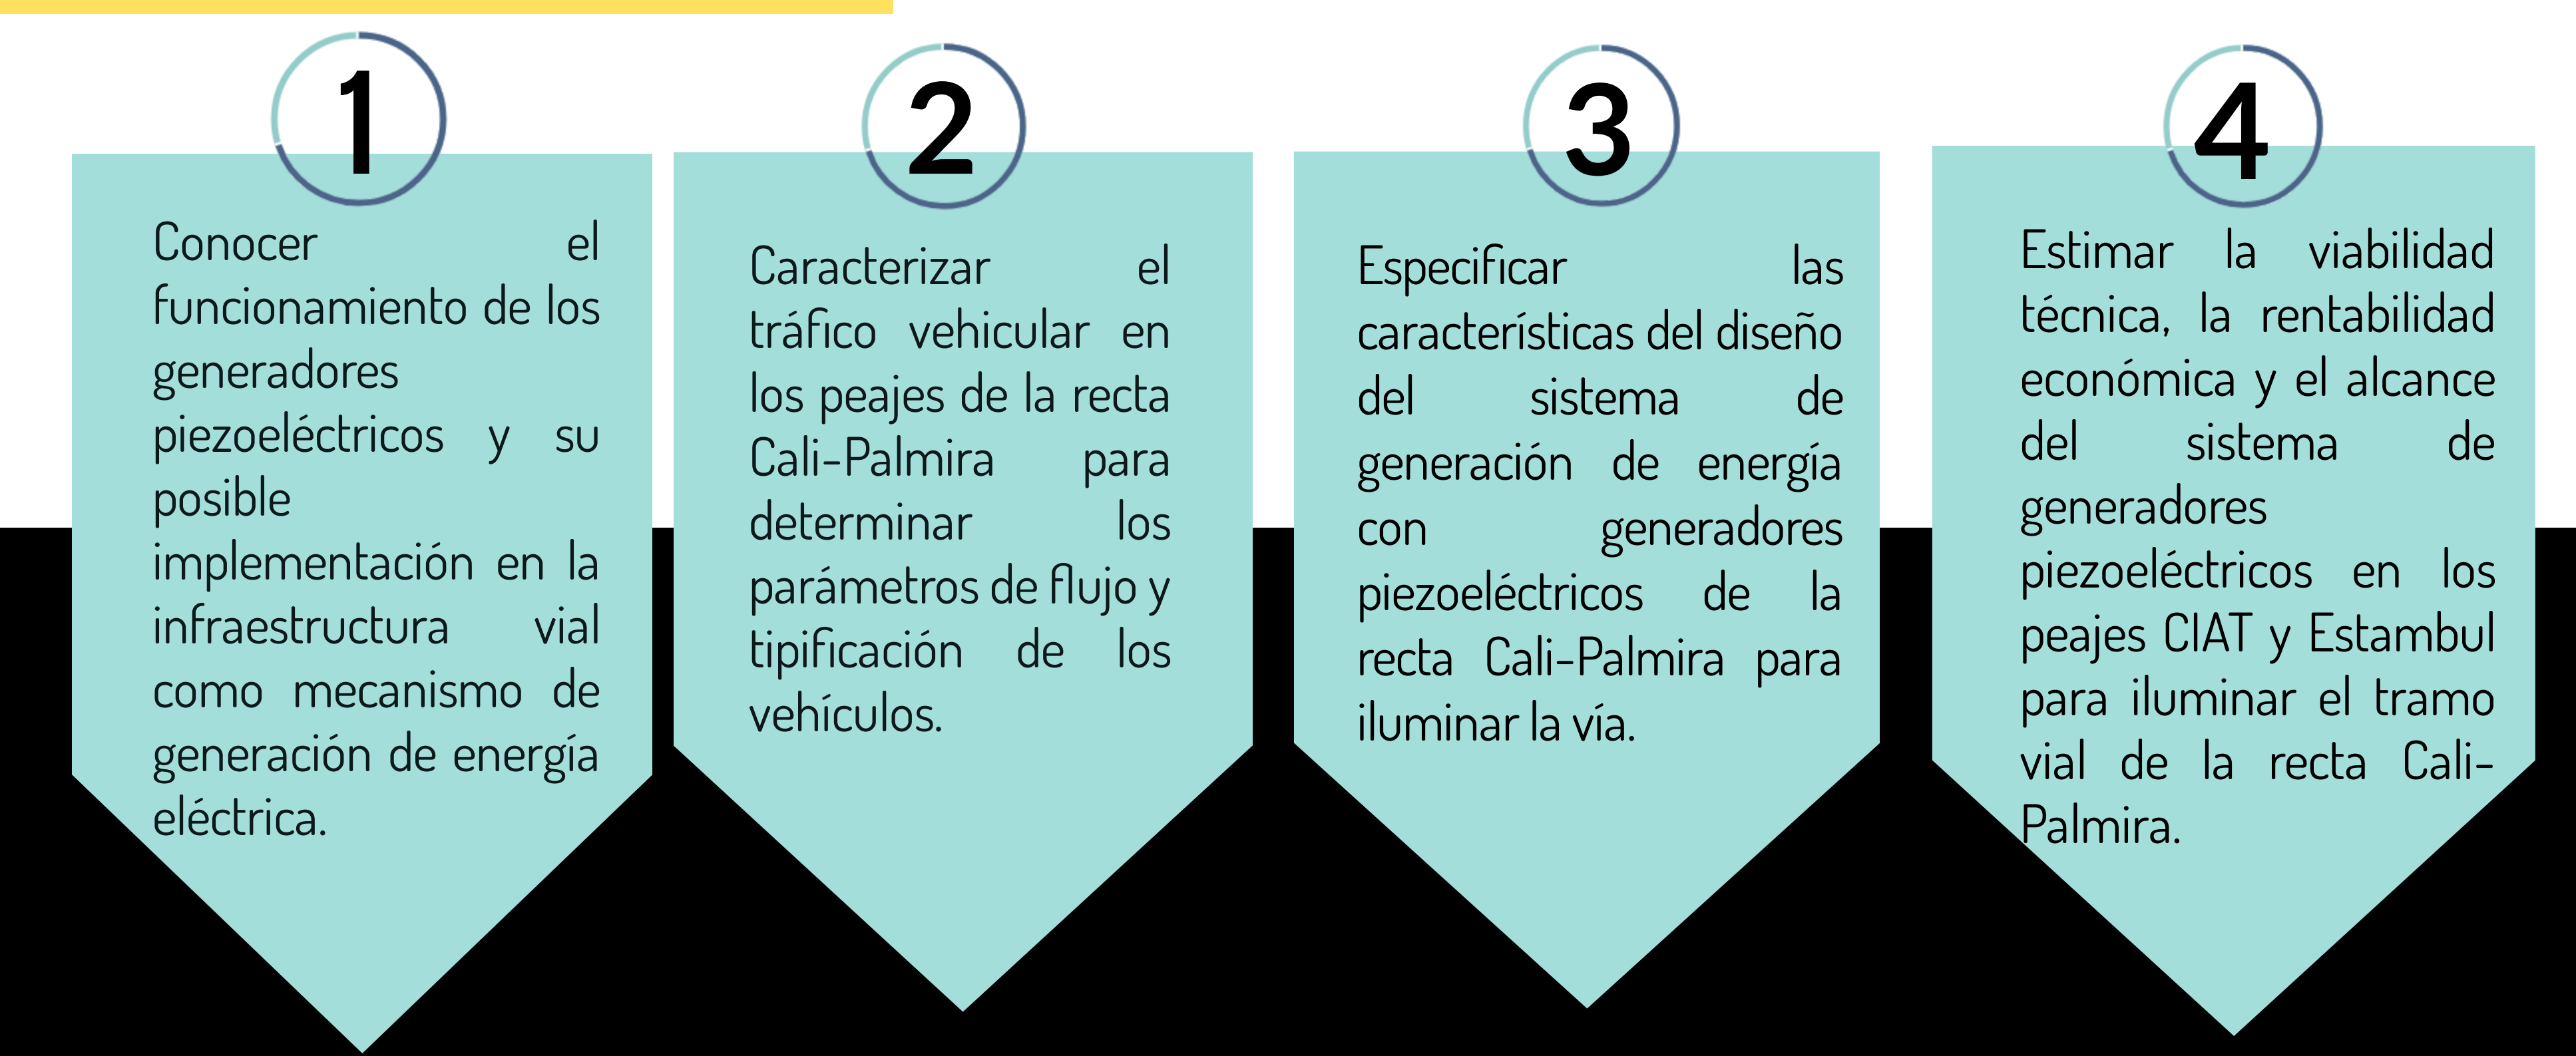 1
Conocer el
funcionamiento de los
generadores
piezoeléctricos y su
posible
implementación en la
infraestructura vial
como mecanismo de
generación de energía
eléctrica.
2
Caracterizar el
tráfico vehicular en
los peajes de la recta
Cali-Palmira para
determinar los
parámetros de flujo y
tipificación de los
vehículos.
3
Especificar las
características del diseño
del sistema de
generación de energía
con generadores
piezoeléctricos de la
recta Cali-Palmira para
iluminar la vía.
4
Estimar la viabilidad
técnica, la rentabilidad
económica y el alcance
del sistema de
generadores
piezoeléctricos en los
peajes CIAT y Estambul
para iluminar el tramo
vial de la recta Cali-
Palmira.